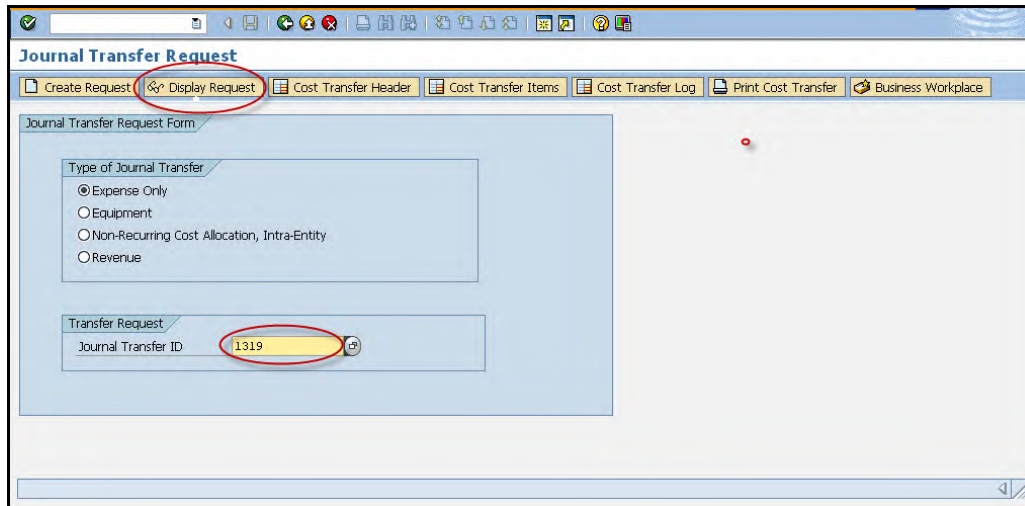 Journal Transfer Request
Create Request Display Request Cost Transfer Header Cost Transfer Items Cost Transfer Log Print Cost Transfer Business Workplace
Journal Transfer Request Form
Type of Journal Transfer
Expense Only
Equipment
Non-Recurring Cost Allocation, Intra-Entity
Revenue
Transfer Request
Journal Transfer ID 1319